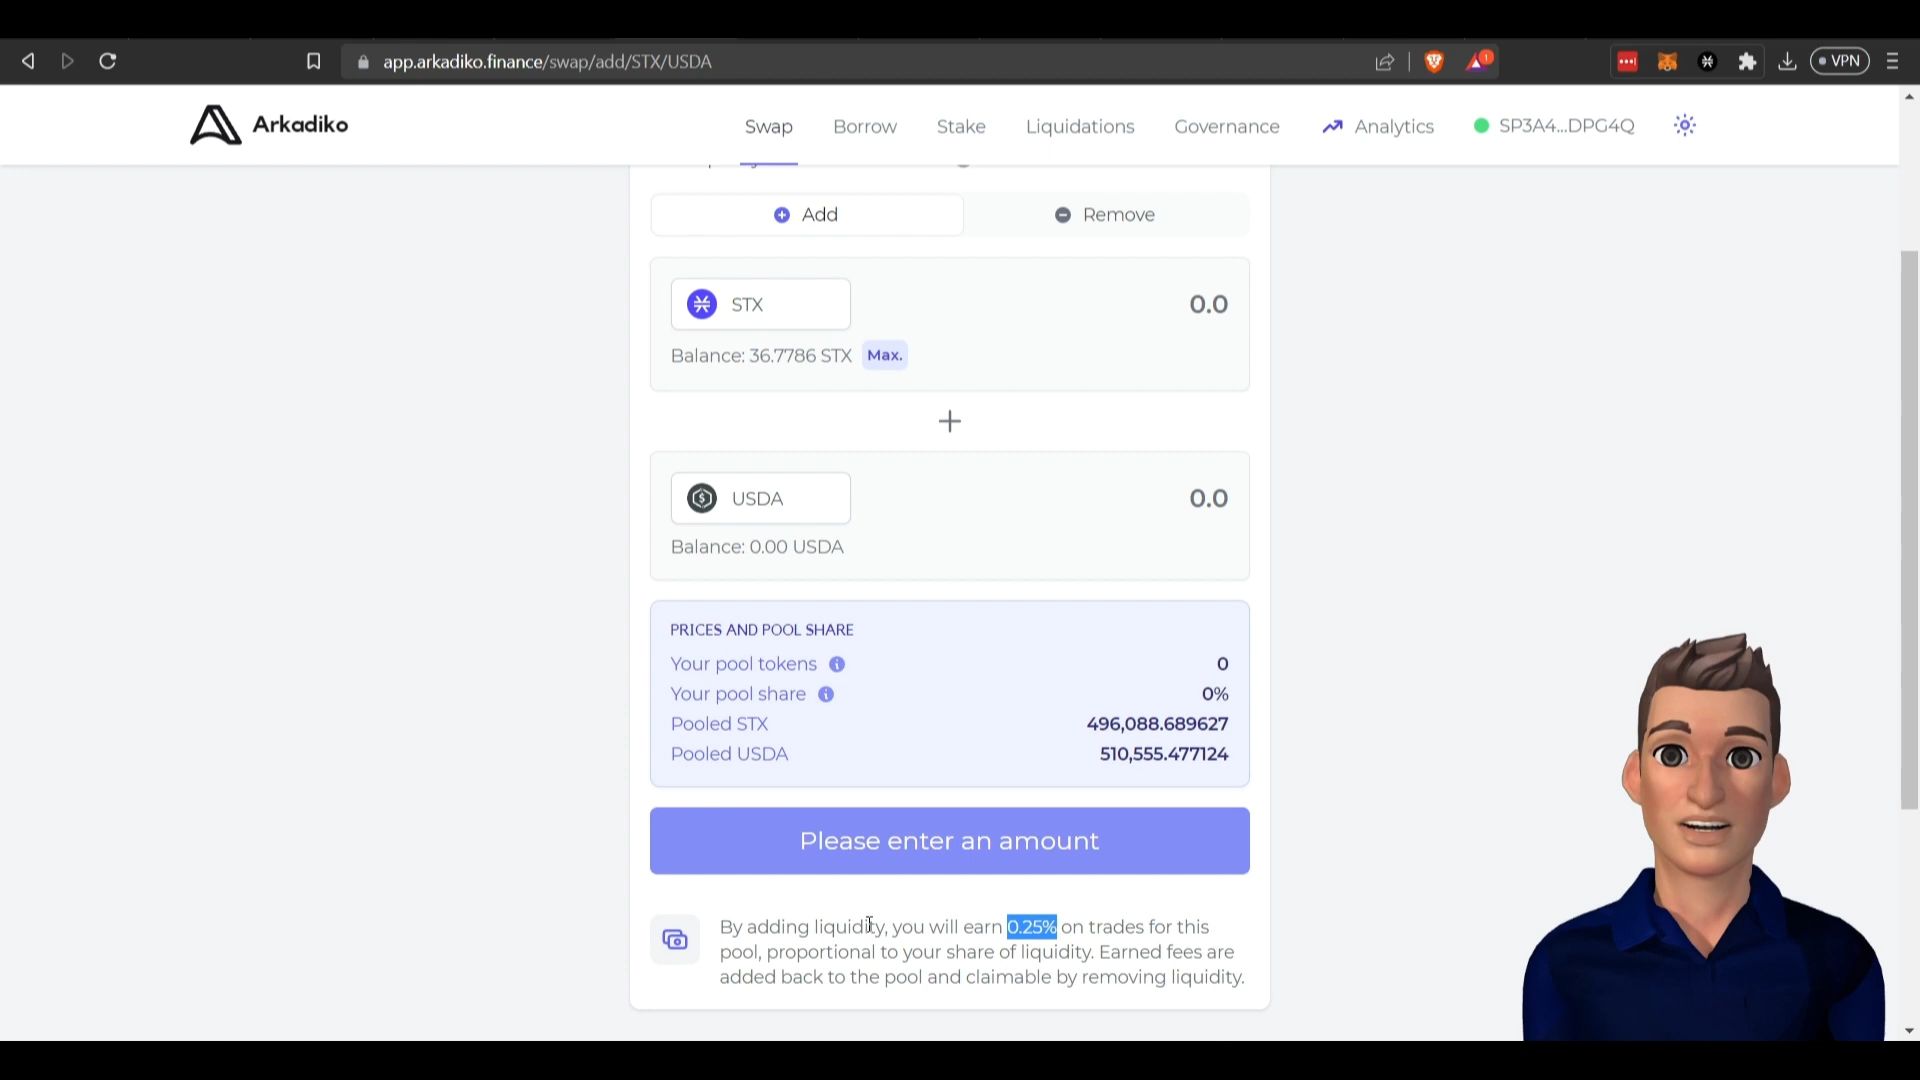 app.arkadiko.finance/swap/add/STX/USDA
1
VPN
Arkadiko
Swap
Borrow
Stake
Liquidations
Governance
Analytics
SP3A4...DPG4Q
Add
Remove
STX
0.0
Balance: 36.7786 STX
Max.
USDA
0.0
Balance: 0.00 USDA
PRICES AND POOL SHARE
Your pool tokens
0
Your pool share
0%
Pooled STX
496,088.689627
Pooled USDA
510,555.477124
Please enter an amount
By adding liquidity, you will earn 0.25% on trades for this
pool, proportional to your share of liquidity. Earned fees are
added back to the pool and claimable by removing liquidity.